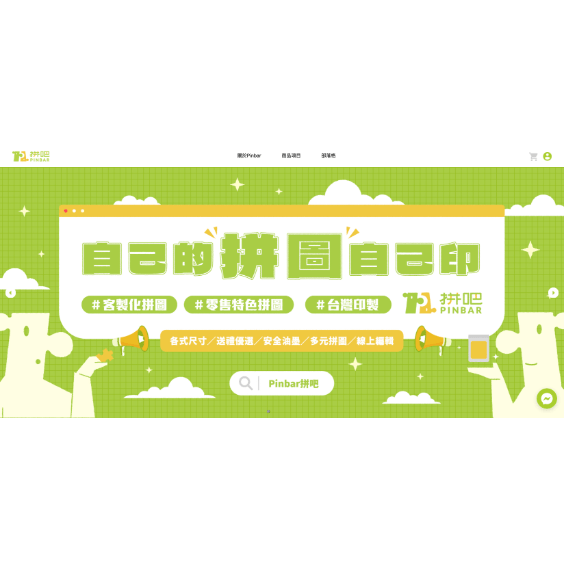 拼吧
PINBAR
關於Pinbar
商品項目
部落格
自己的拼圖自己印
#客製化拼圖
#零售特色拼圖
#台灣印製
拼吧
PINBAR
各式尺寸／送禮優選／安全油墨／多元拼圖／線上編輯
Pinbar拼吧